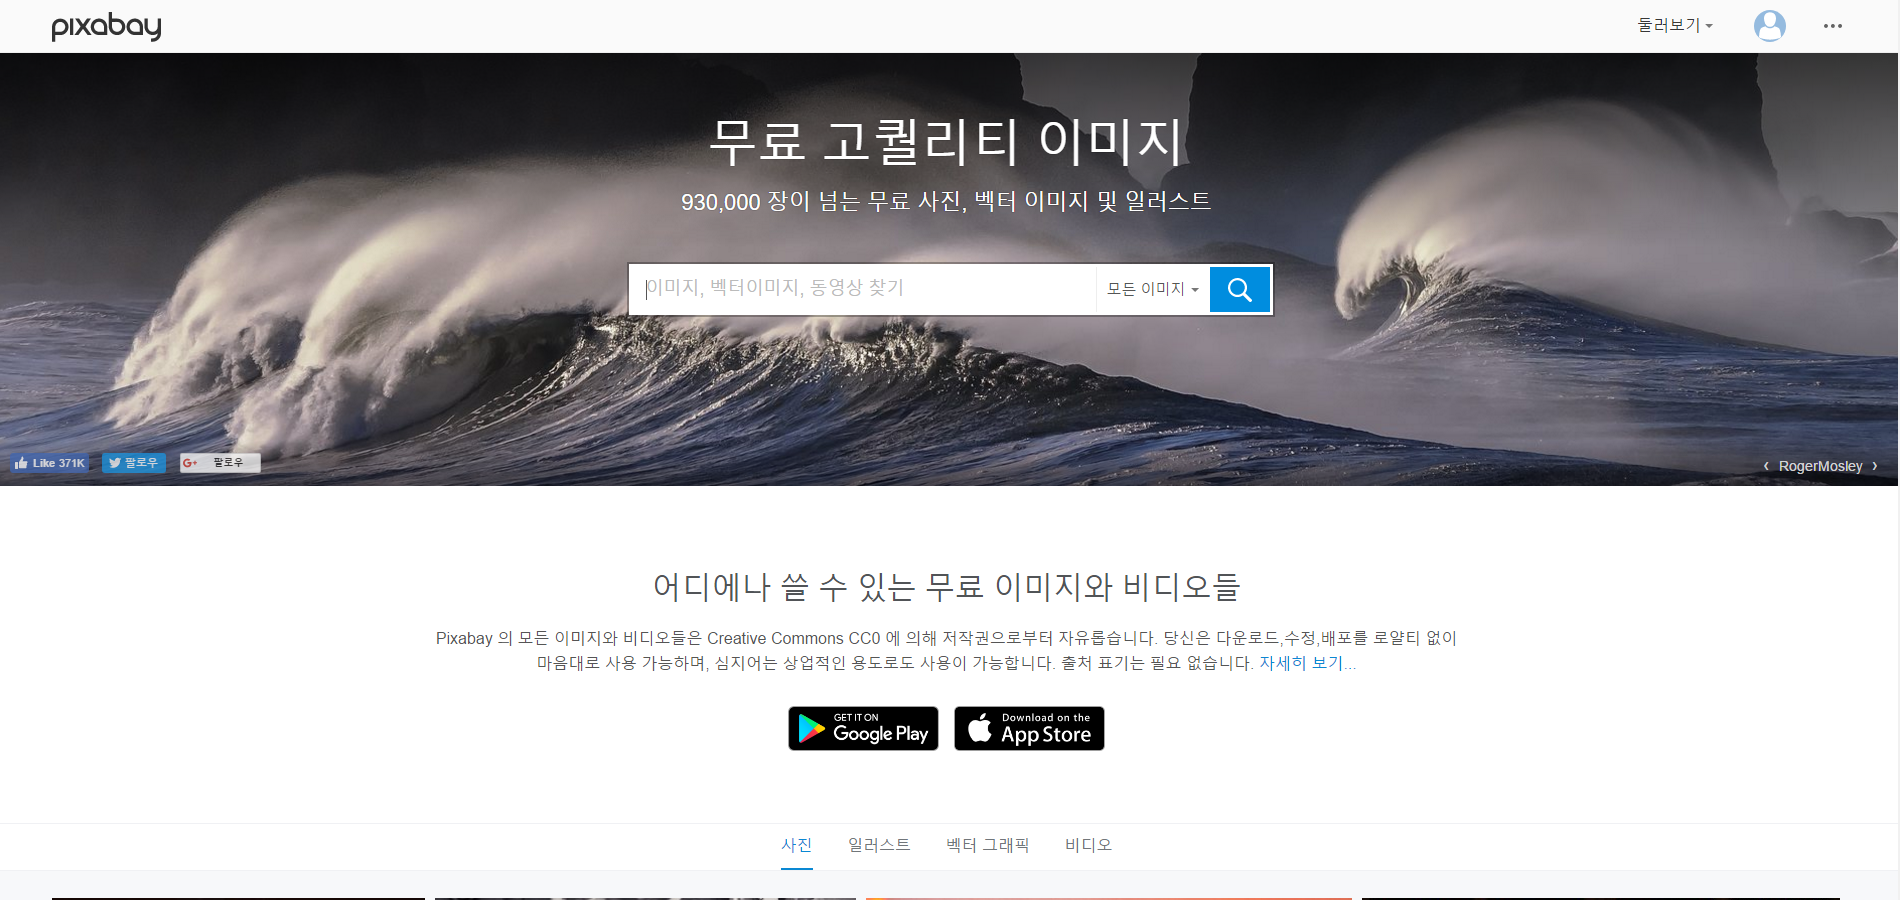 pixabay
둘러보기
무료 고퀄리티 이미지
930,000 장이 넘는 무료 사진, 벡터 이미지 및 일러스트
이미지, 벡터이미지, 동영상 찾기
모든 이미지
Like 371K
팔로우
G+ 팔로우
‹ RogerMosley ›
어디에나 쓸 수 있는 무료 이미지와 비디오들
Pixabay 의 모든 이미지와 비디오들은 Creative Commons CC0 에 의해 저작권으로부터 자유롭습니다. 당신은 다운로드,수정,배포를 로얄티 없이
마음대로 사용 가능하며, 심지어는 상업적인 용도로도 사용이 가능합니다. 출처 표기는 필요 없습니다. 자세히 보기...
GET IT ON
Google Play
Download on the
App Store
사진
일러스트
벡터 그래픽
비디오